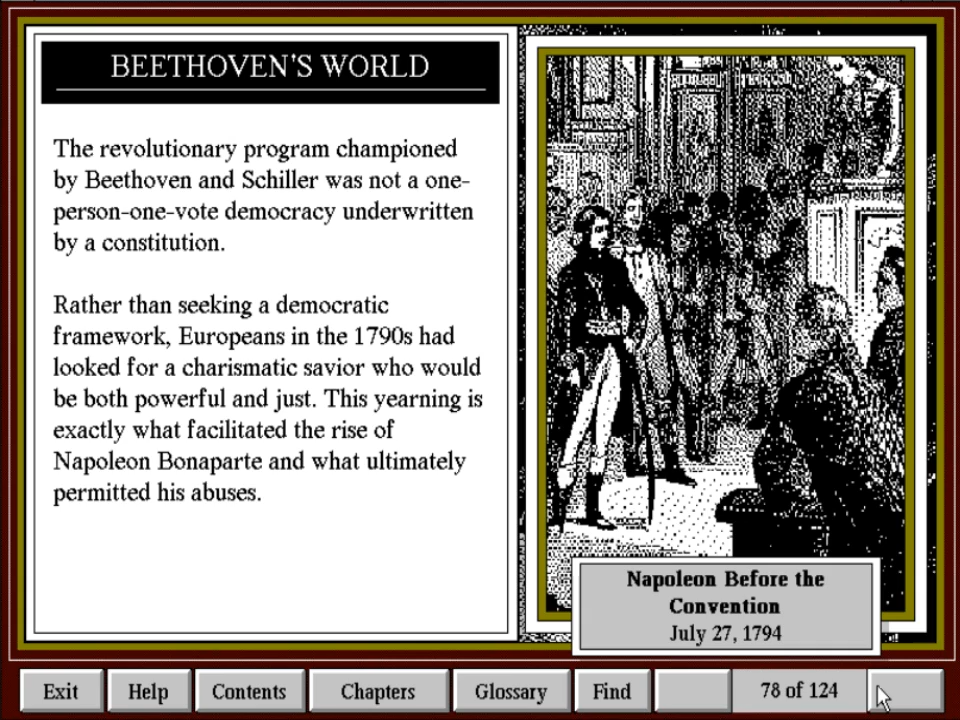 BEETHOVEN'S WORLD
The revolutionary program championed
by Beethoven and Schiller was not a one-
person-one-vote democracy underwritten
by a constitution.
Rather than seeking a democratic
framework, Europeans in the 1790s had
looked for a charismatic savior who would
be both powerful and just. This yearning is
exactly what facilitated the rise of
Napoleon Bonaparte and what ultimately
permitted his abuses.
Napoleon Before the
Convention
July 27, 1794
Exit
Help
Contents
Chapters
Glossary
Find
78 of 124